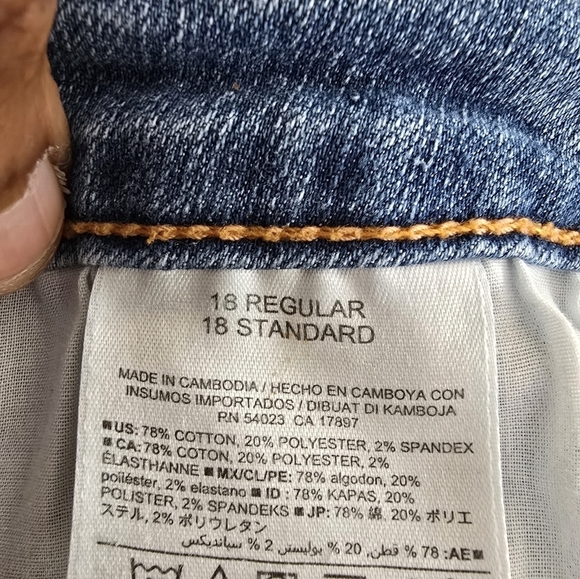 18 REGULAR
18 STANDARD
MADE IN CAMBODIA / HECHO EN CAMBOYA CON
INSUMOS IMPORTADOS / DIBUAT DI KAMBOJA
RN 54023 CA 17897
■US: 78% COTTON, 20% POLYESTER, 2% SPANDEX
■CA: 78% COTTON, 20% POLYESTER, 2%
ÉLASTHANNE ■ MX/CL/PE: 78% algodon, 20%
poliéster, 2% elastano ■ ID : 78% KAPAS, 20%
POLISTER, 2% SPANDEKS ■ JP: 78% 綿, 20% ポリエ
ステル, 2% ポリウレタン
■AE: 78 % قطن, 20 % بوليستر, 2 % سبانديكس